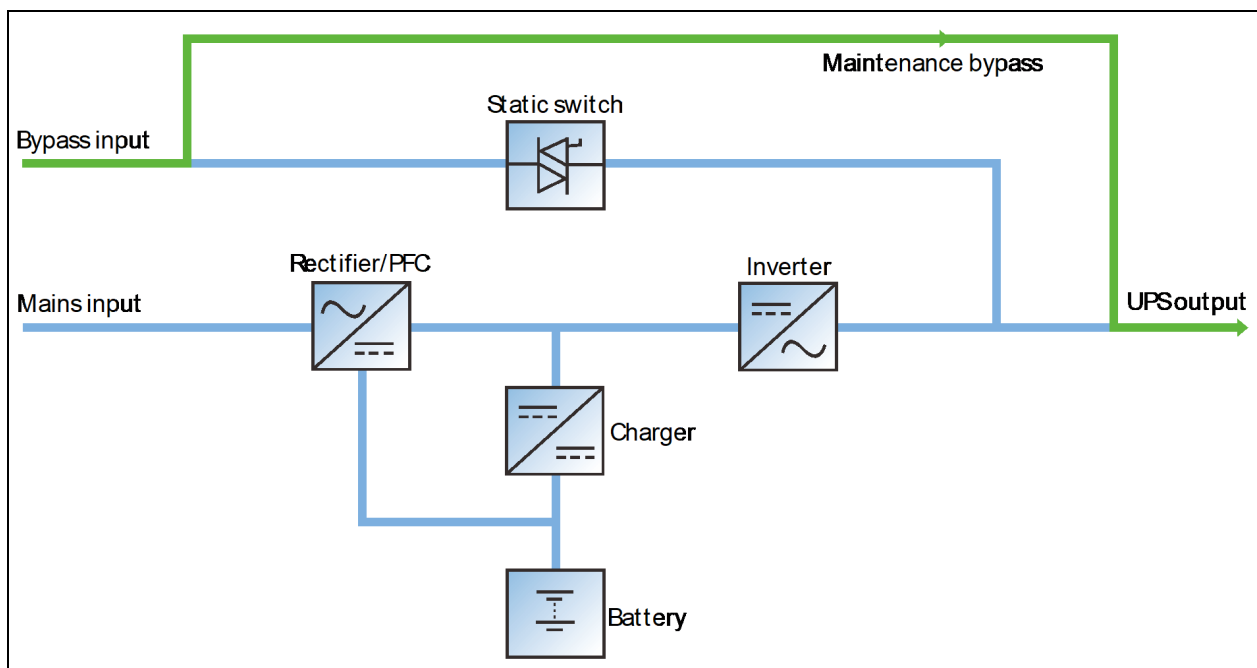 Maintenance bypass
Static switch
Bypass input
Rectifier/PFC
Inverter
Mains input
UPS output
Charger
Battery